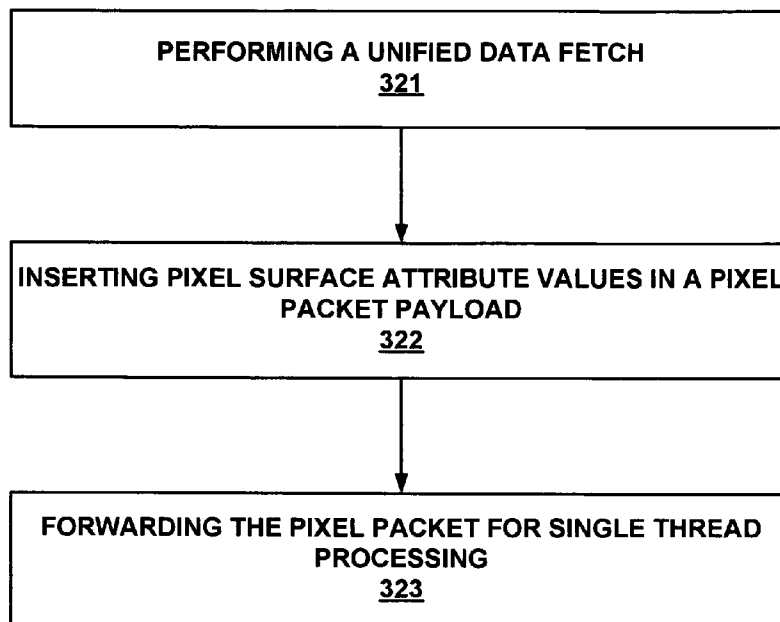 PERFORMING A UNIFIED DATA FETCH
321
INSERTING PIXEL SURFACE ATTRIBUTE VALUES IN A PIXEL
PACKET PAYLOAD
322
FORWARDING THE PIXEL PACKET FOR SINGLE THREAD
PROCESSING
323